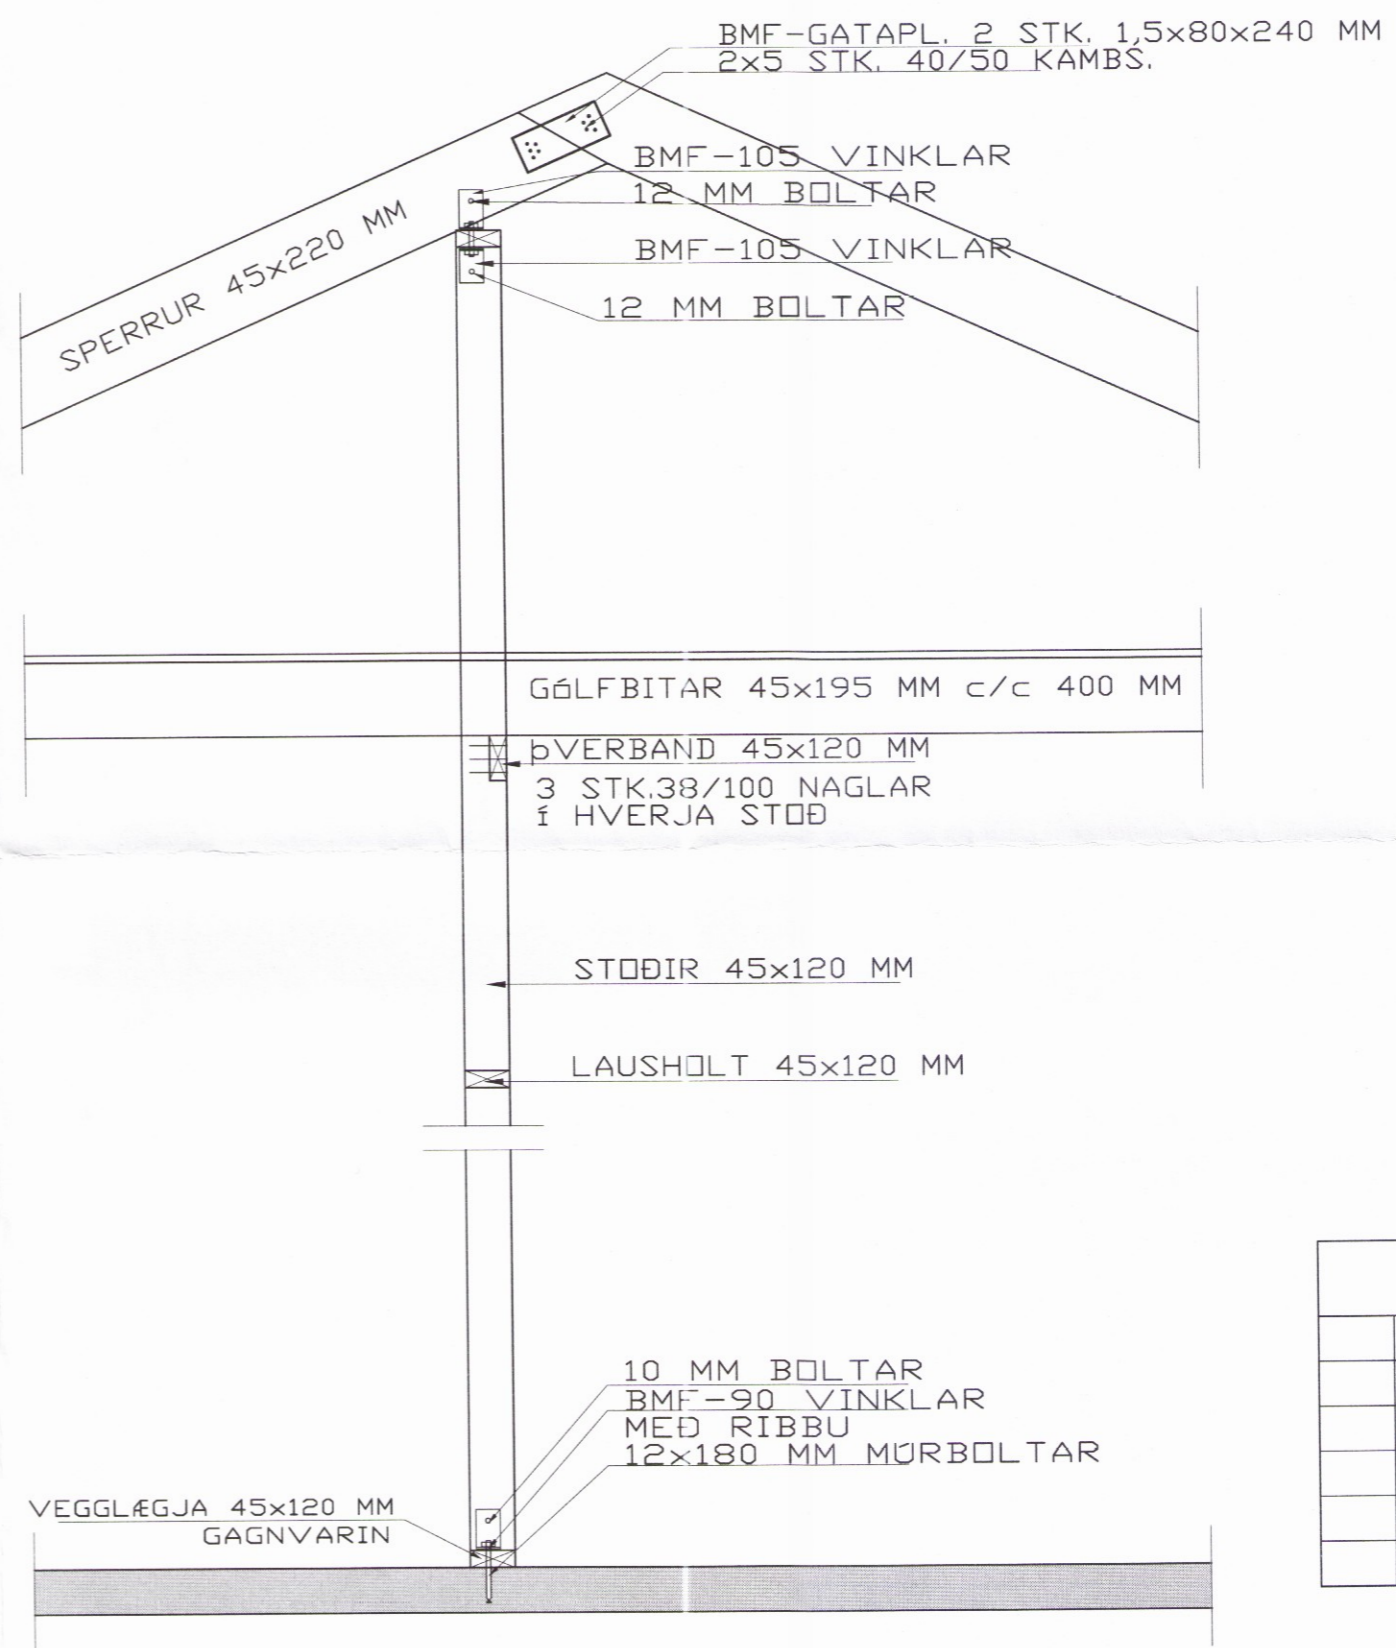 BMF-GATAPL. 2 STK. 1,5x80x240 MM
2x5 STK. 40/50 KAMBS.
BMF-105 VINKLAR
12 MM BOLTAR
SPERRUR 45x220 MM
BMF-105 VINKLAR
12 MM BOLTAR
GÓLFBITAR 45x195 MM c/c 400 MM
ÞVERBAND 45x120 MM
3 STK.38/100 NAGLAR
Í HVERJA STOÐ
STOÐIR 45x120 MM
LAUSHOLT 45x120 MM
10 MM BOLTAR
BMF-90 VINKLAR
MEÐ RIBBU
12x180 MM MÚRBOLTAR
VEGGLÆGJA 45x120 MM
GAGNVARIN